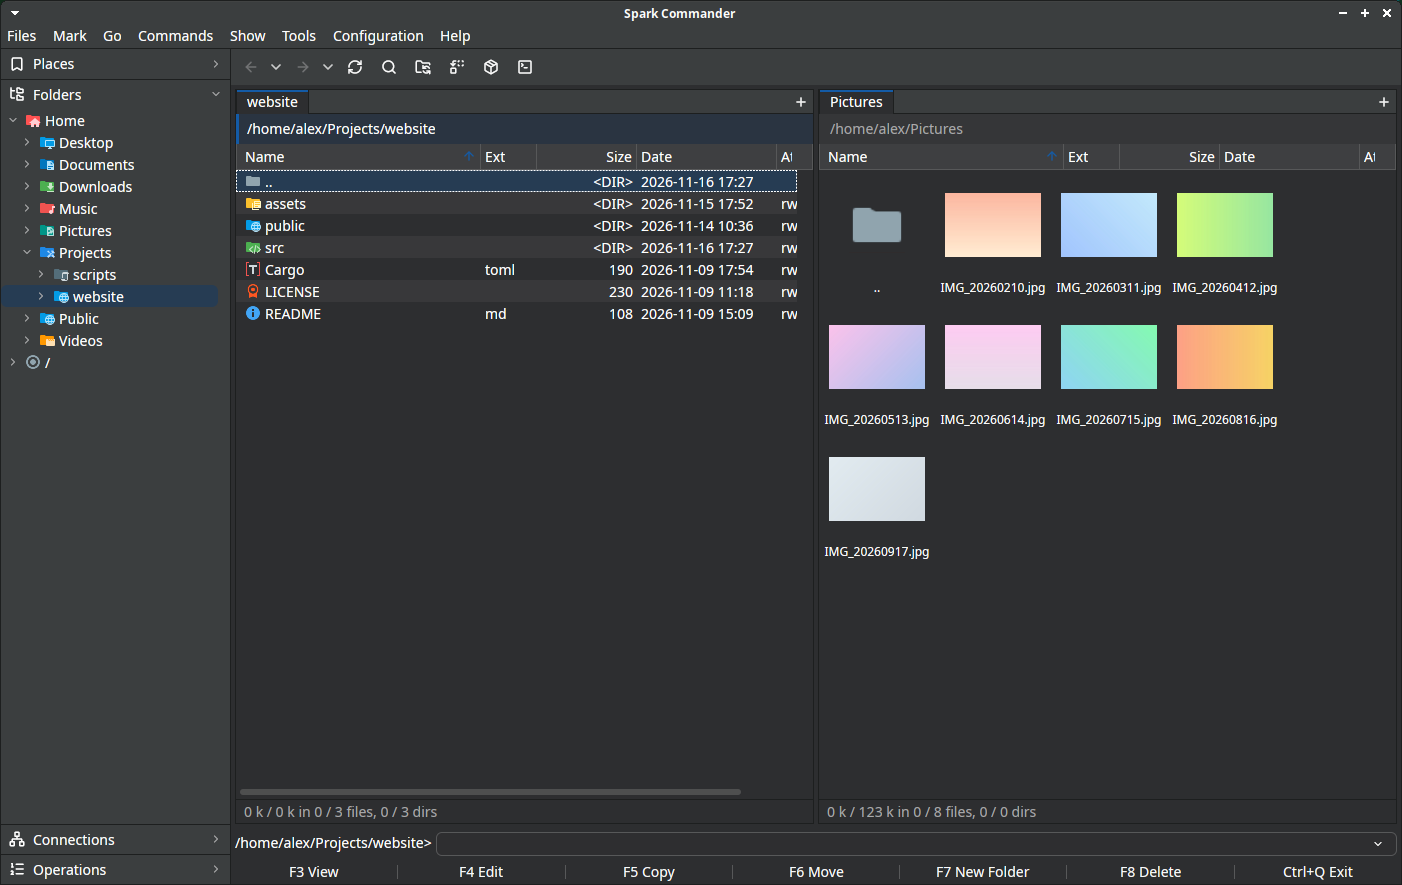 Spark Commander
Files Mark Go Commands Show Tools Configuration Help
Places
Folders
Home
Desktop
Documents
Downloads
Music
Pictures
Projects
scripts
website
Public
Videos
/
Connections
Operations
website
/home/alex/Projects/website
Name Ext Size Date At
.. <DIR> 2026-11-16 17:27
assets <DIR> 2026-11-15 17:52 rw
public <DIR> 2026-11-14 10:36 rw
src <DIR> 2026-11-16 17:27 rw
Cargo toml 190 2026-11-09 17:54 rw
LICENSE 230 2026-11-09 11:18 rw
README md 108 2026-11-09 15:09 rw
0 k / 0 k in 0 / 3 files, 0 / 3 dirs
Pictures
/home/alex/Pictures
Name Ext Size Date At
.. IMG_20260210.jpg IMG_20260311.jpg IMG_20260412.jpg
IMG_20260513.jpg IMG_20260614.jpg IMG_20260715.jpg IMG_20260816.jpg
IMG_20260917.jpg
0 k / 123 k in 0 / 8 files, 0 / 0 dirs
/home/alex/Projects/website>
F3 View F4 Edit F5 Copy F6 Move F7 New Folder F8 Delete Ctrl+Q Exit